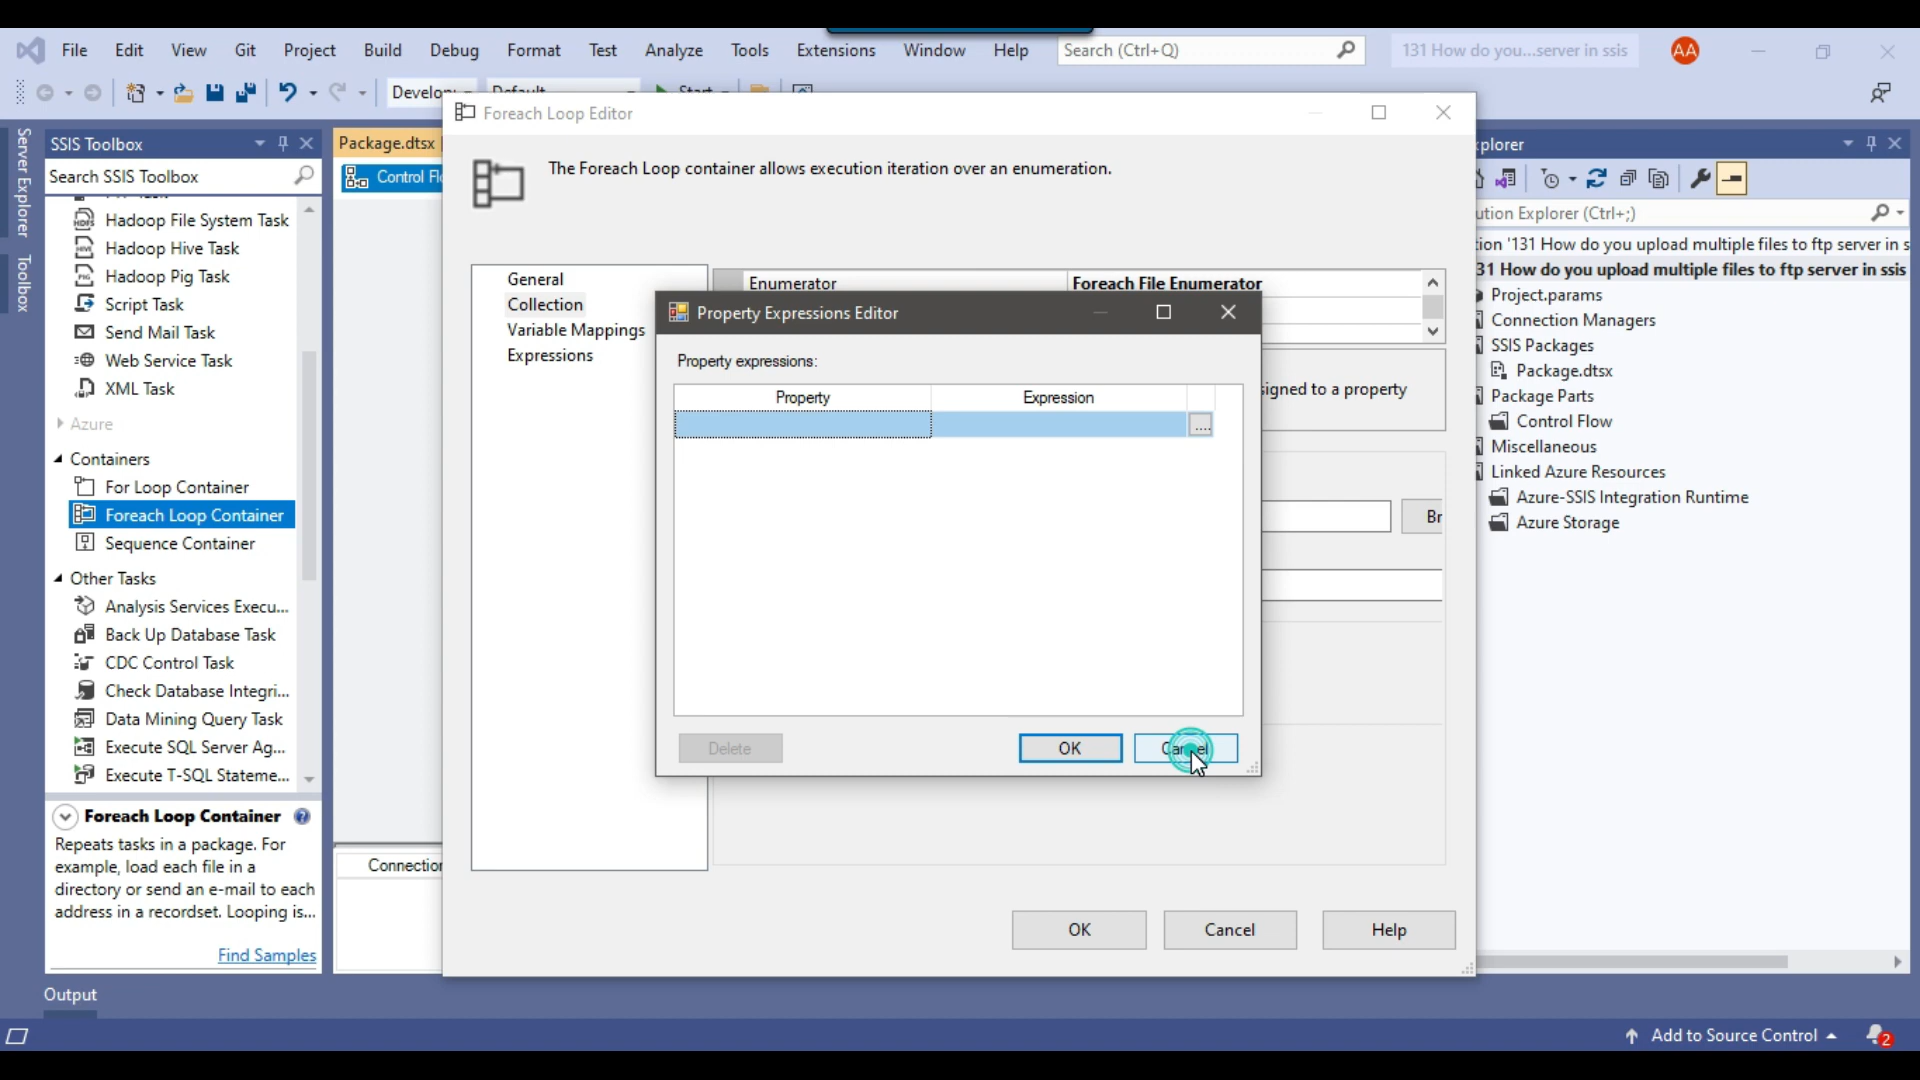 File Edit View Git Project Build Debug Format Test Analyze Tools Extensions Window Help Search (Ctrl+Q) 131 How do you...server in ssis AA
Develop Default Start
Server Explorer
Toolbox
SSIS Toolbox
Search SSIS Toolbox
Hadoop File System Task
Hadoop Hive Task
Hadoop Pig Task
Script Task
Send Mail Task
Web Service Task
XML Task
Azure
Containers
For Loop Container
Foreach Loop Container
Sequence Container
Other Tasks
Analysis Services Execu...
Back Up Database Task
CDC Control Task
Check Database Integri...
Data Mining Query Task
Execute SQL Server Ag...
Execute T-SQL Stateme...
Foreach Loop Container
Repeats tasks in a package. For
example, load each file in a
directory or send an e-mail to each
address in a recordset. Looping is...
Find Samples
Package.dtsx
Control Flo
Connection
Foreach Loop Editor
The Foreach Loop container allows execution iteration over an enumeration.
General
Collection
Variable Mappings
Expressions
Enumerator Foreach File Enumerator
signed to a property
Br
Property Expressions Editor
Property expressions:
Property Expression
....
Delete OK Cancel
OK Cancel Help
xplorer
ution Explorer (Ctrl+;)
tion '131 How do you upload multiple files to ftp server in s
31 How do you upload multiple files to ftp server in ssis
Project.params
Connection Managers
SSIS Packages
Package.dtsx
Package Parts
Control Flow
Miscellaneous
Linked Azure Resources
Azure-SSIS Integration Runtime
Azure Storage
Output
Add to Source Control 2